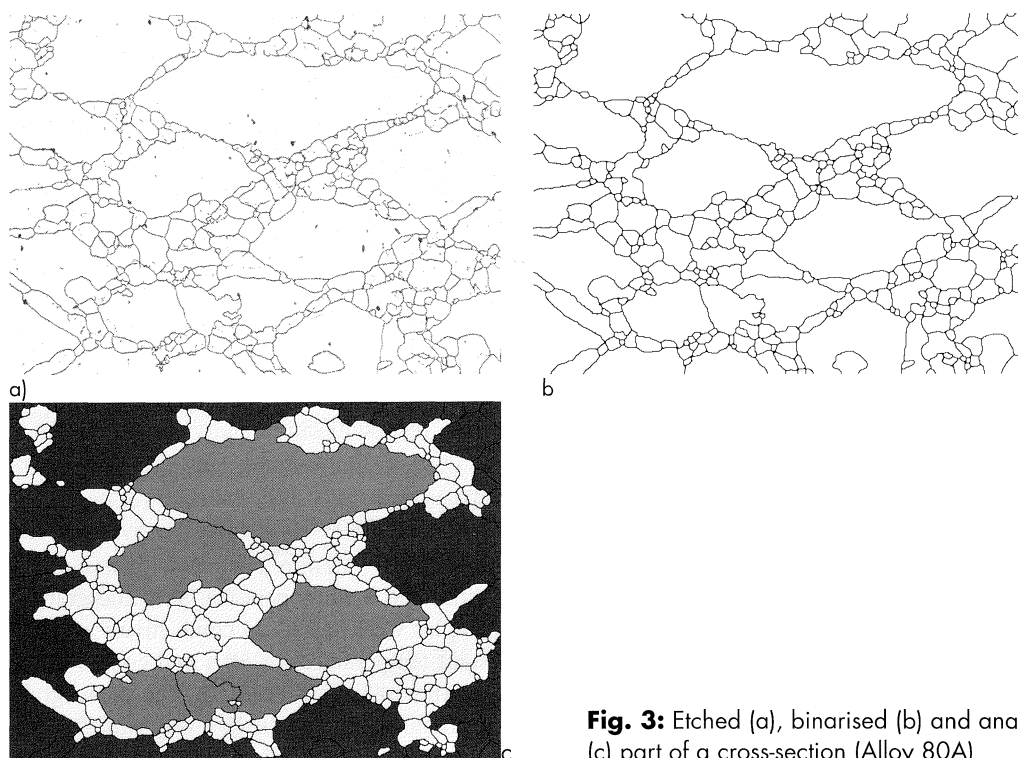 a)
b
c
Fig. 3: Etched (a), binarised (b) and ana
(c) part of a cross-section (Alloy 80A)